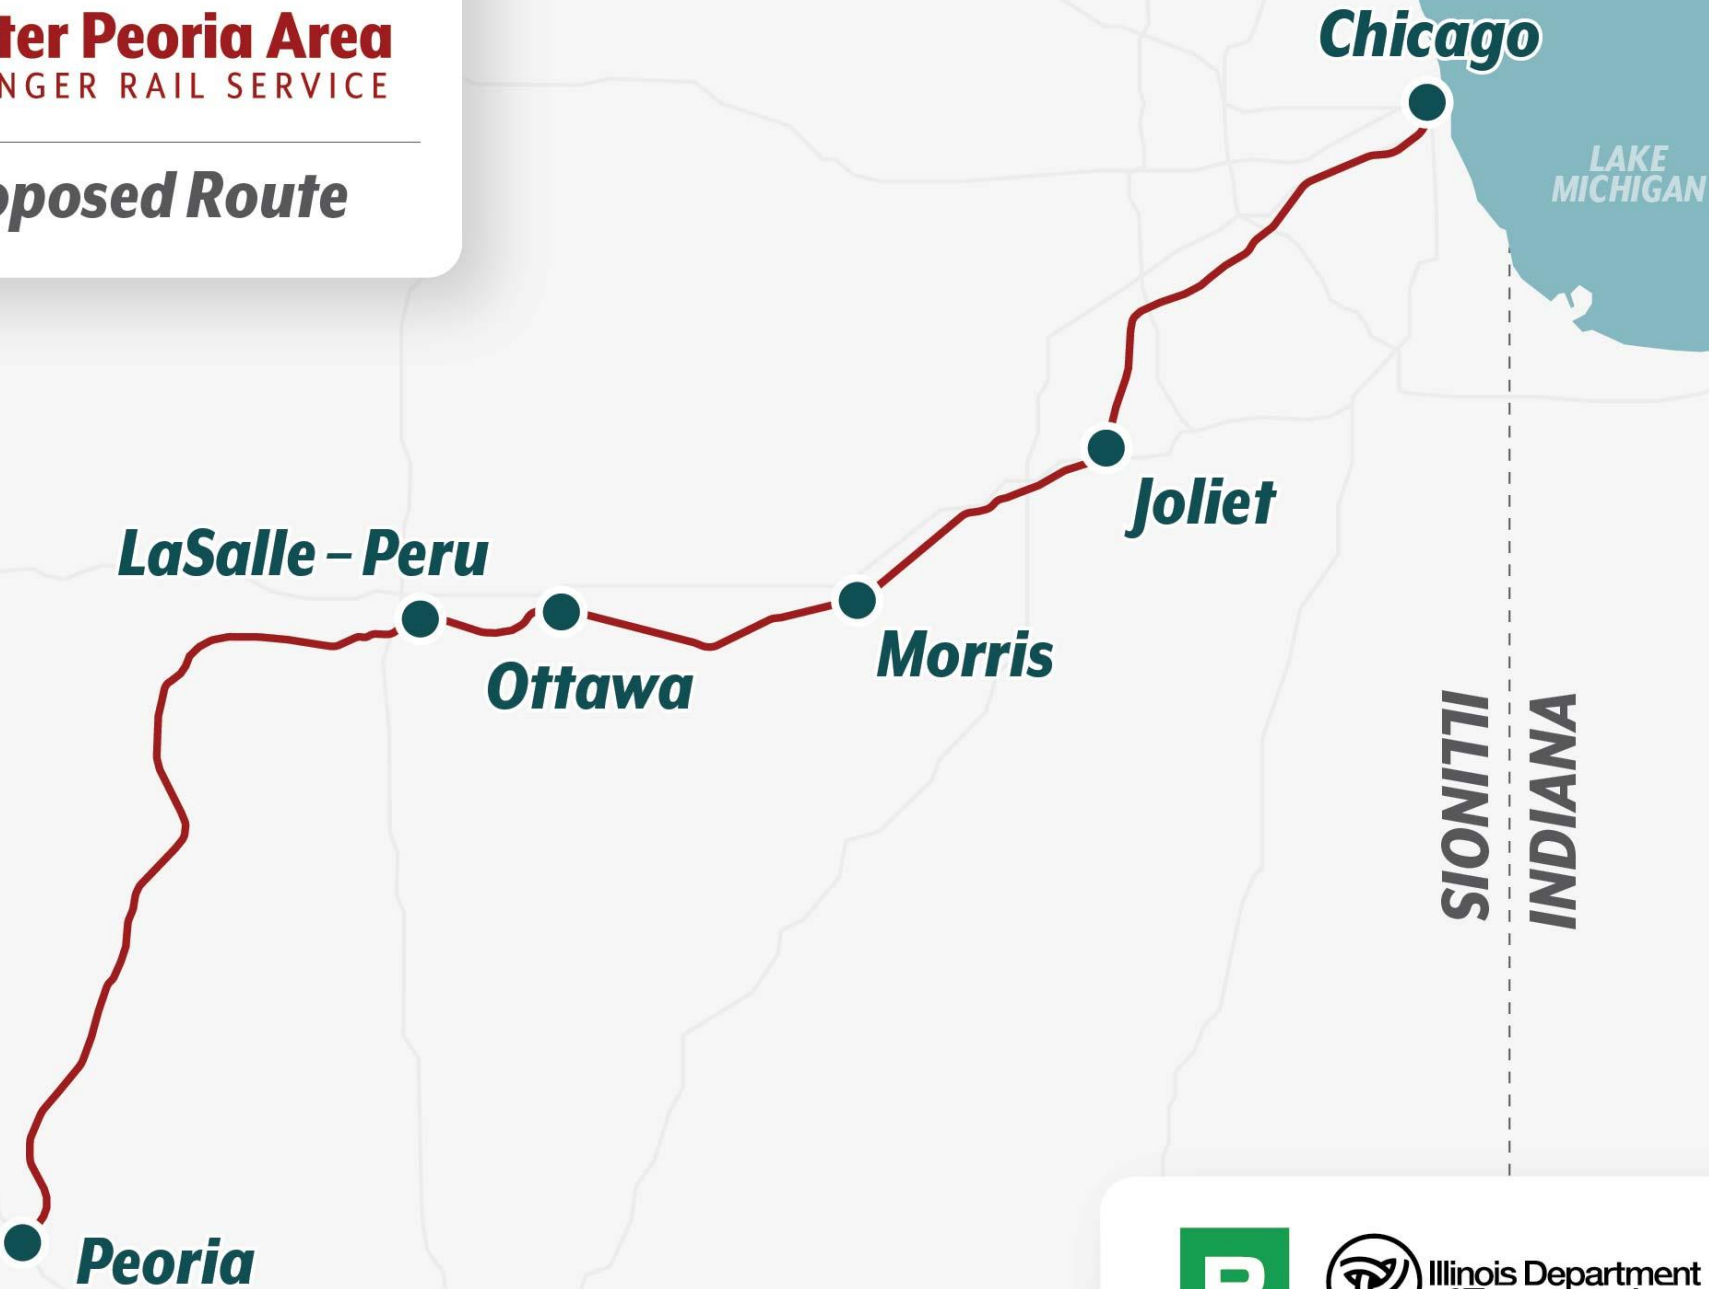 ter Peoria Area
NGER RAIL SERVICE
posed Route
Chicago
LAKE
MICHIGAN
Joliet
LaSalle – Peru
Ottawa
Morris
ILLINOIS
INDIANA
Peoria
Illinois Department